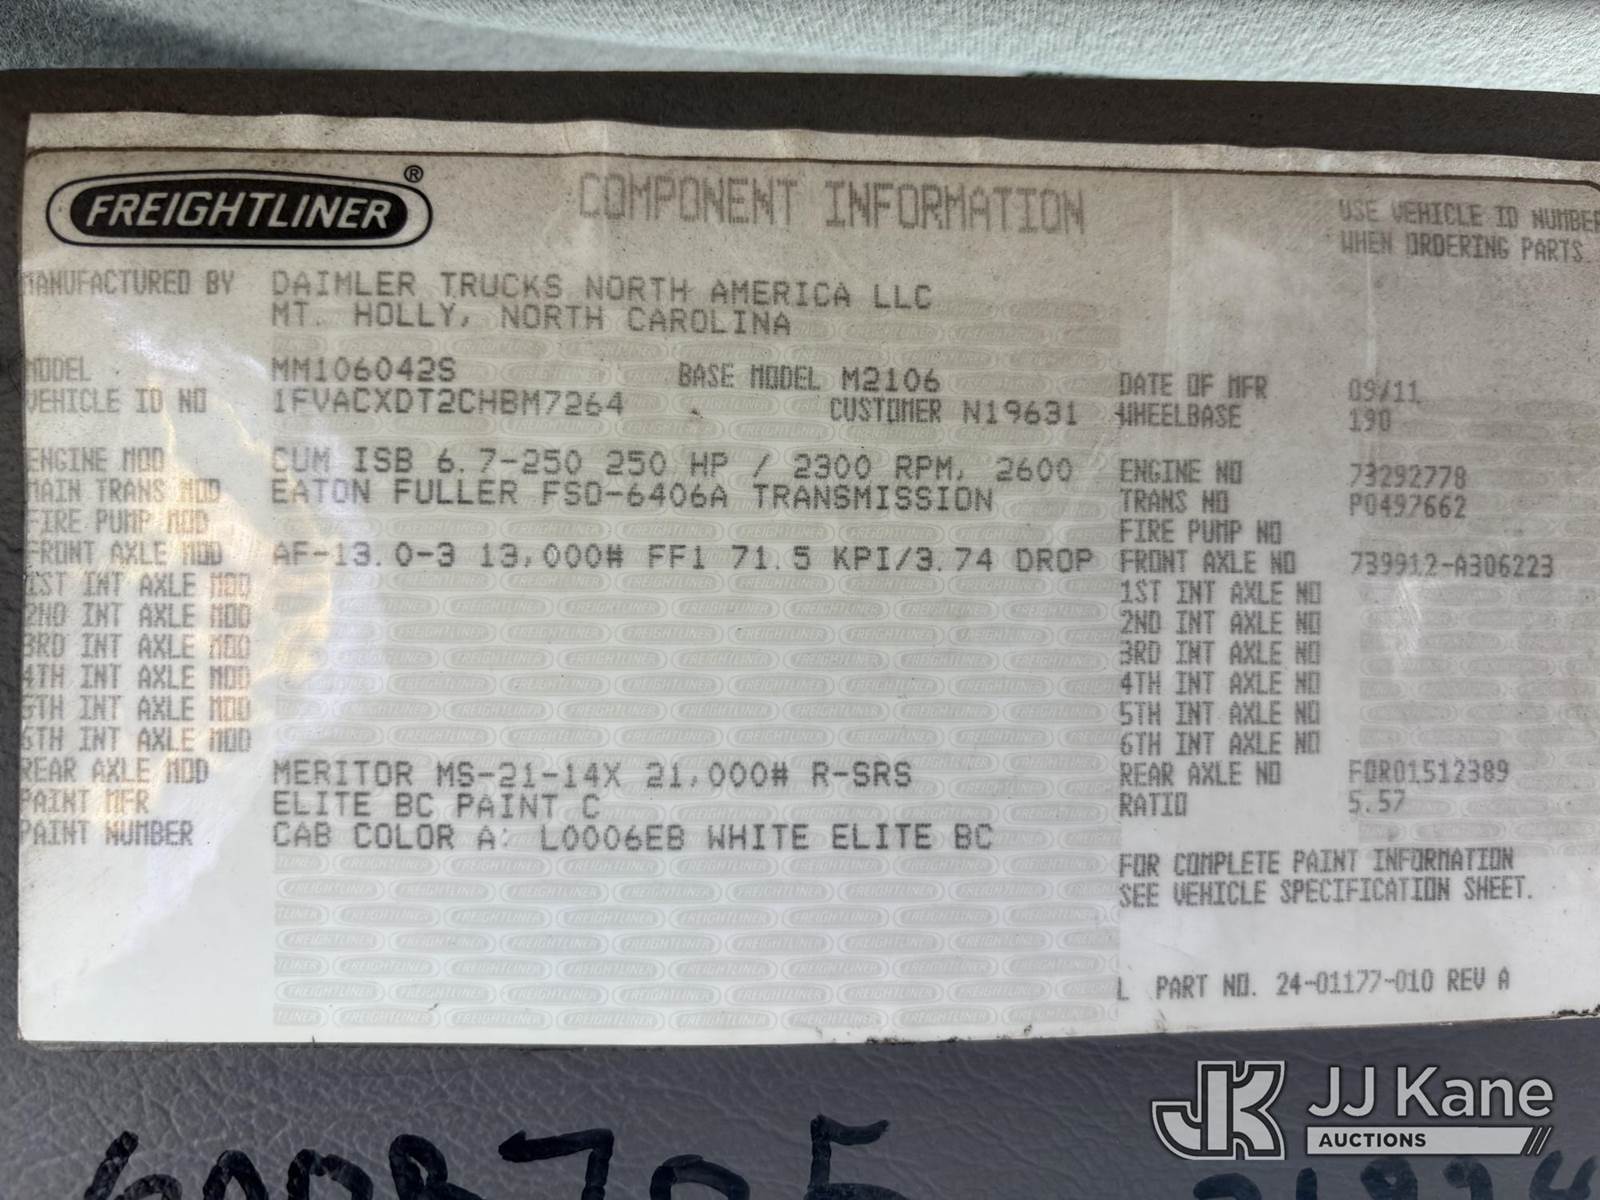 FREIGHTLINER® COMPONENT INFORMATION USE VEHICLE ID NUMBER
WHEN ORDERING PARTS.
MANUFACTURED BY DAIMLER TRUCKS NORTH AMERICA LLC
MT. HOLLY, NORTH CAROLINA
MODEL MM106042S BASE MODEL M2106 DATE OF MFR 09/11
VEHICLE ID NO 1FVACXDT2CHBM7264 CUSTOMER N19631 WHEELBASE 190
ENGINE MOD CUM ISB 6.7-250 250 HP / 2300 RPM, 2600 ENGINE NO 73292778
MAIN TRANS MOD EATON FULLER FSO-6406A TRANSMISSION TRANS NO P0497662
FIRE PUMP MOD FIRE PUMP NO
FRONT AXLE MOD AF-13.0-3 13,000# FF1 71.5 KPI/3.74 DROP FRONT AXLE NO 739912-A306223
1ST INT AXLE MOD 1ST INT AXLE NO
2ND INT AXLE MOD 2ND INT AXLE NO
3RD INT AXLE MOD 3RD INT AXLE NO
4TH INT AXLE MOD 4TH INT AXLE NO
5TH INT AXLE MOD 5TH INT AXLE NO
6TH INT AXLE MOD 6TH INT AXLE NO
REAR AXLE MOD MERITOR MS-21-14X 21,000# R-SRS REAR AXLE NO FOR01512389
PAINT MFR ELITE BC PAINT C RATIO 5.57
PAINT NUMBER CAB COLOR A: L0006EB WHITE ELITE BC
FOR COMPLETE PAINT INFORMATION
SEE VEHICLE SPECIFICATION SHEET.
L PART NO. 24-01177-010 REV A
JK JJ Kane
AUCTIONS